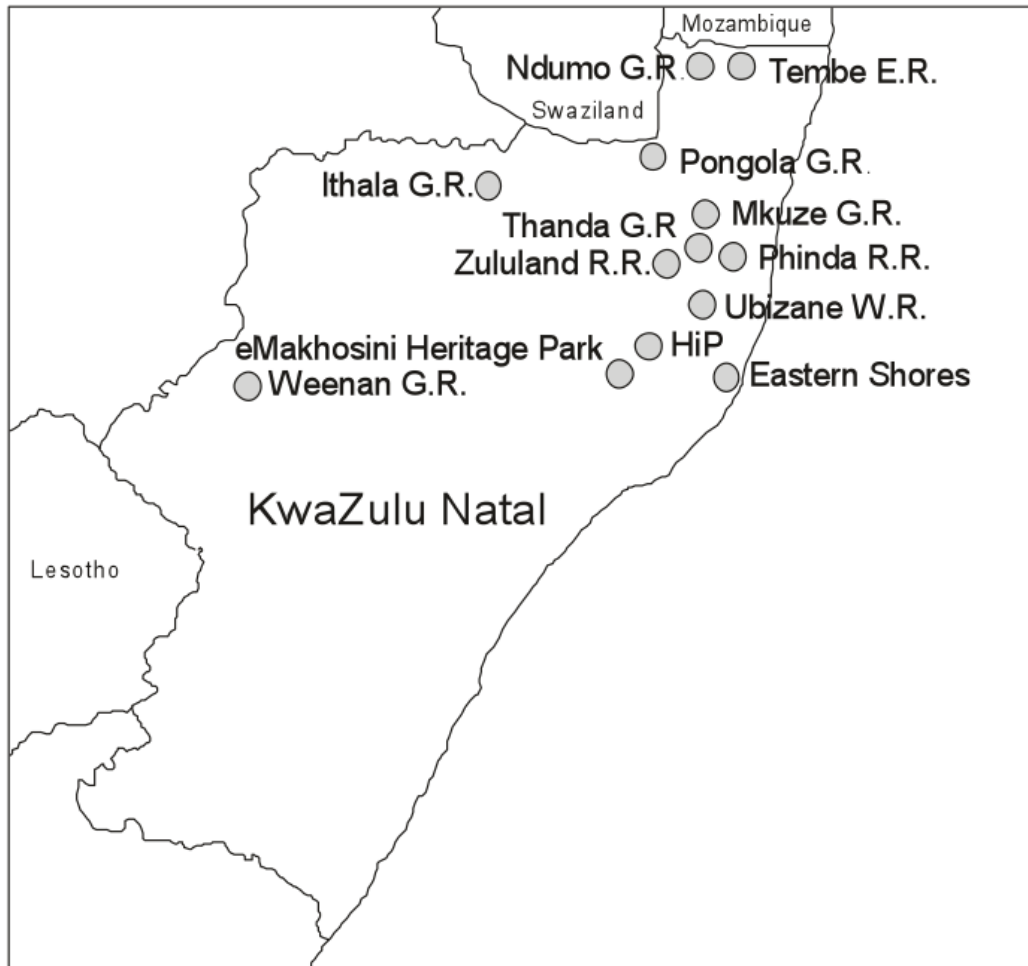 Mozambique
Ndumo G.R.
Tembe E.R.
Swaziland
Pongola G.R.
Ithala G.R.
Mkuze G.R.
Thanda G.R
Phinda R.R.
Zululand R.R.
Ubizane W.R.
HiP
eMakhosini Heritage Park
Eastern Shores
Weenan G.R.
KwaZulu Natal
Lesotho